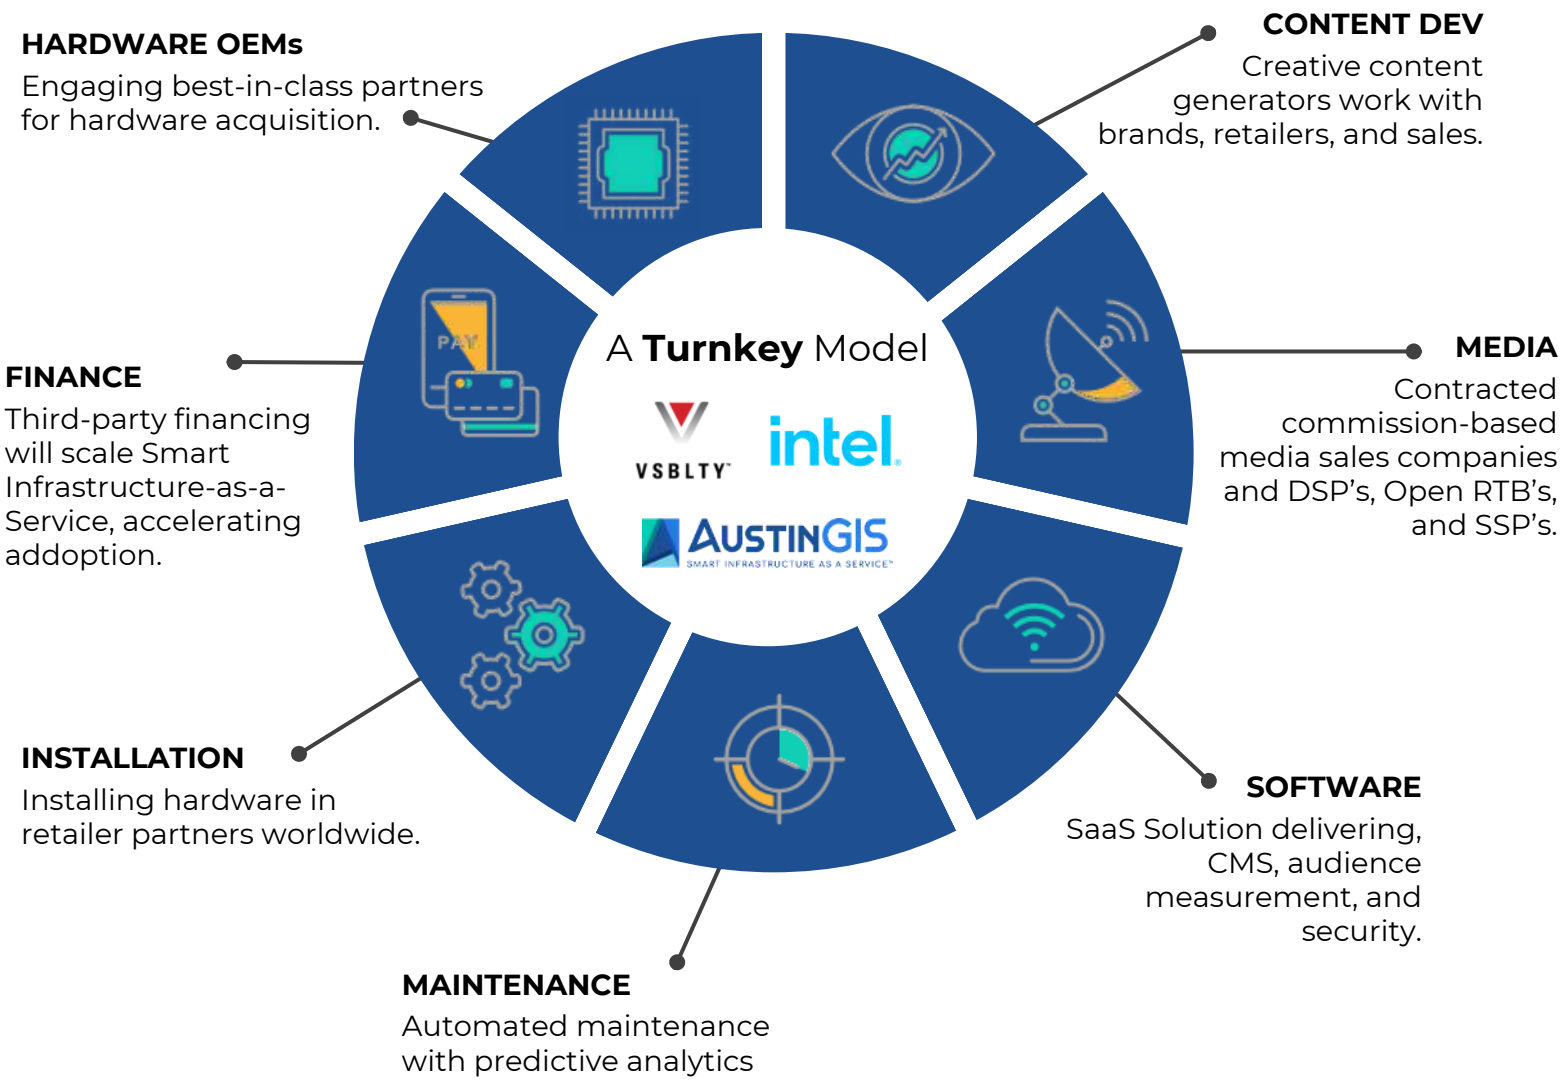 HARDWARE OEMs
Engaging best-in-class partners
for hardware acquisition.
CONTENT DEV
Creative content
generators work with
brands, retailers, and sales.
FINANCE
Third-party financing
will scale Smart
Infrastructure-as-a-
Service, accelerating
addoption.
PAY
A Turnkey Model
VSBLTY™
intel.
AUSTINGIS
SMART INFRASTRUCTURE AS A SERVICE™
MEDIA
Contracted
commission-based
media sales companies
and DSP's, Open RTB's,
and SSP's.
INSTALLATION
Installing hardware in
retailer partners worldwide.
SOFTWARE
SaaS Solution delivering,
CMS, audience
measurement, and
security.
MAINTENANCE
Automated maintenance
with predictive analytics